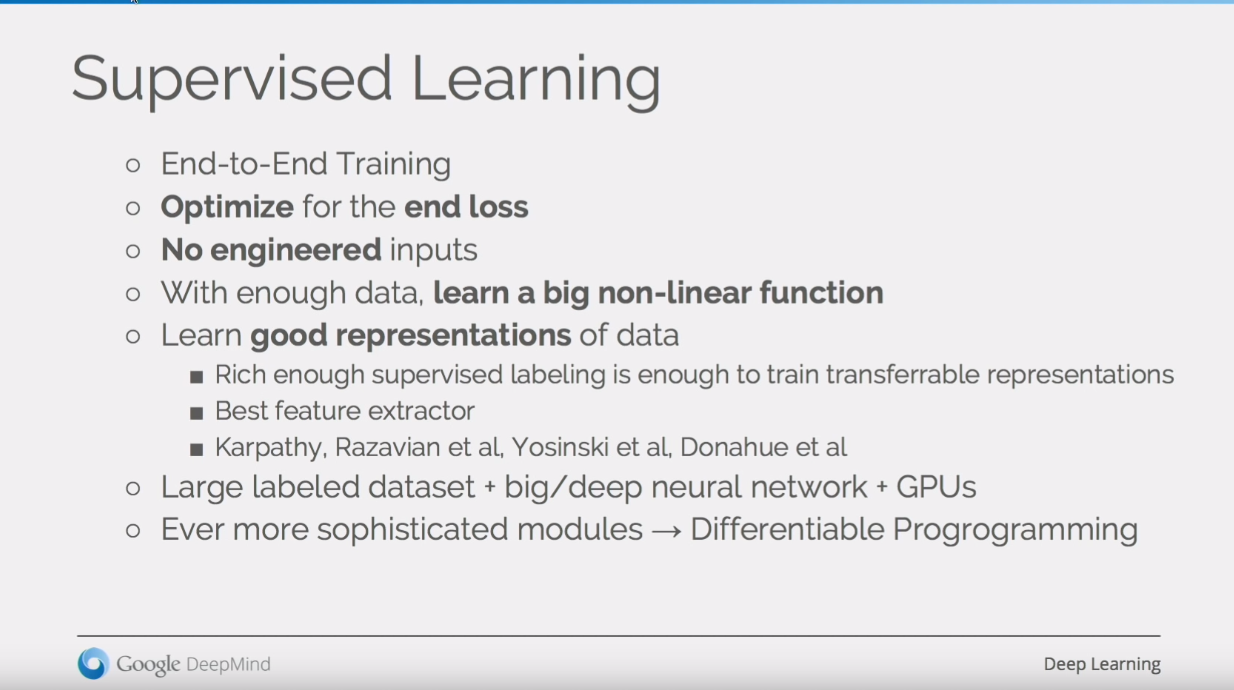 Supervised Learning
○ End-to-End Training
○ Optimize for the end loss
○ No engineered inputs
○ With enough data, learn a big non-linear function
○ Learn good representations of data
■ Rich enough supervised labeling is enough to train transferrable representations
■ Best feature extractor
■ Karpathy, Razavian et al, Yosinski et al, Donahue et al
○ Large labeled dataset + big/deep neural network + GPUs
○ Ever more sophisticated modules → Differentiable Progrogramming
Google DeepMind
Deep Learning